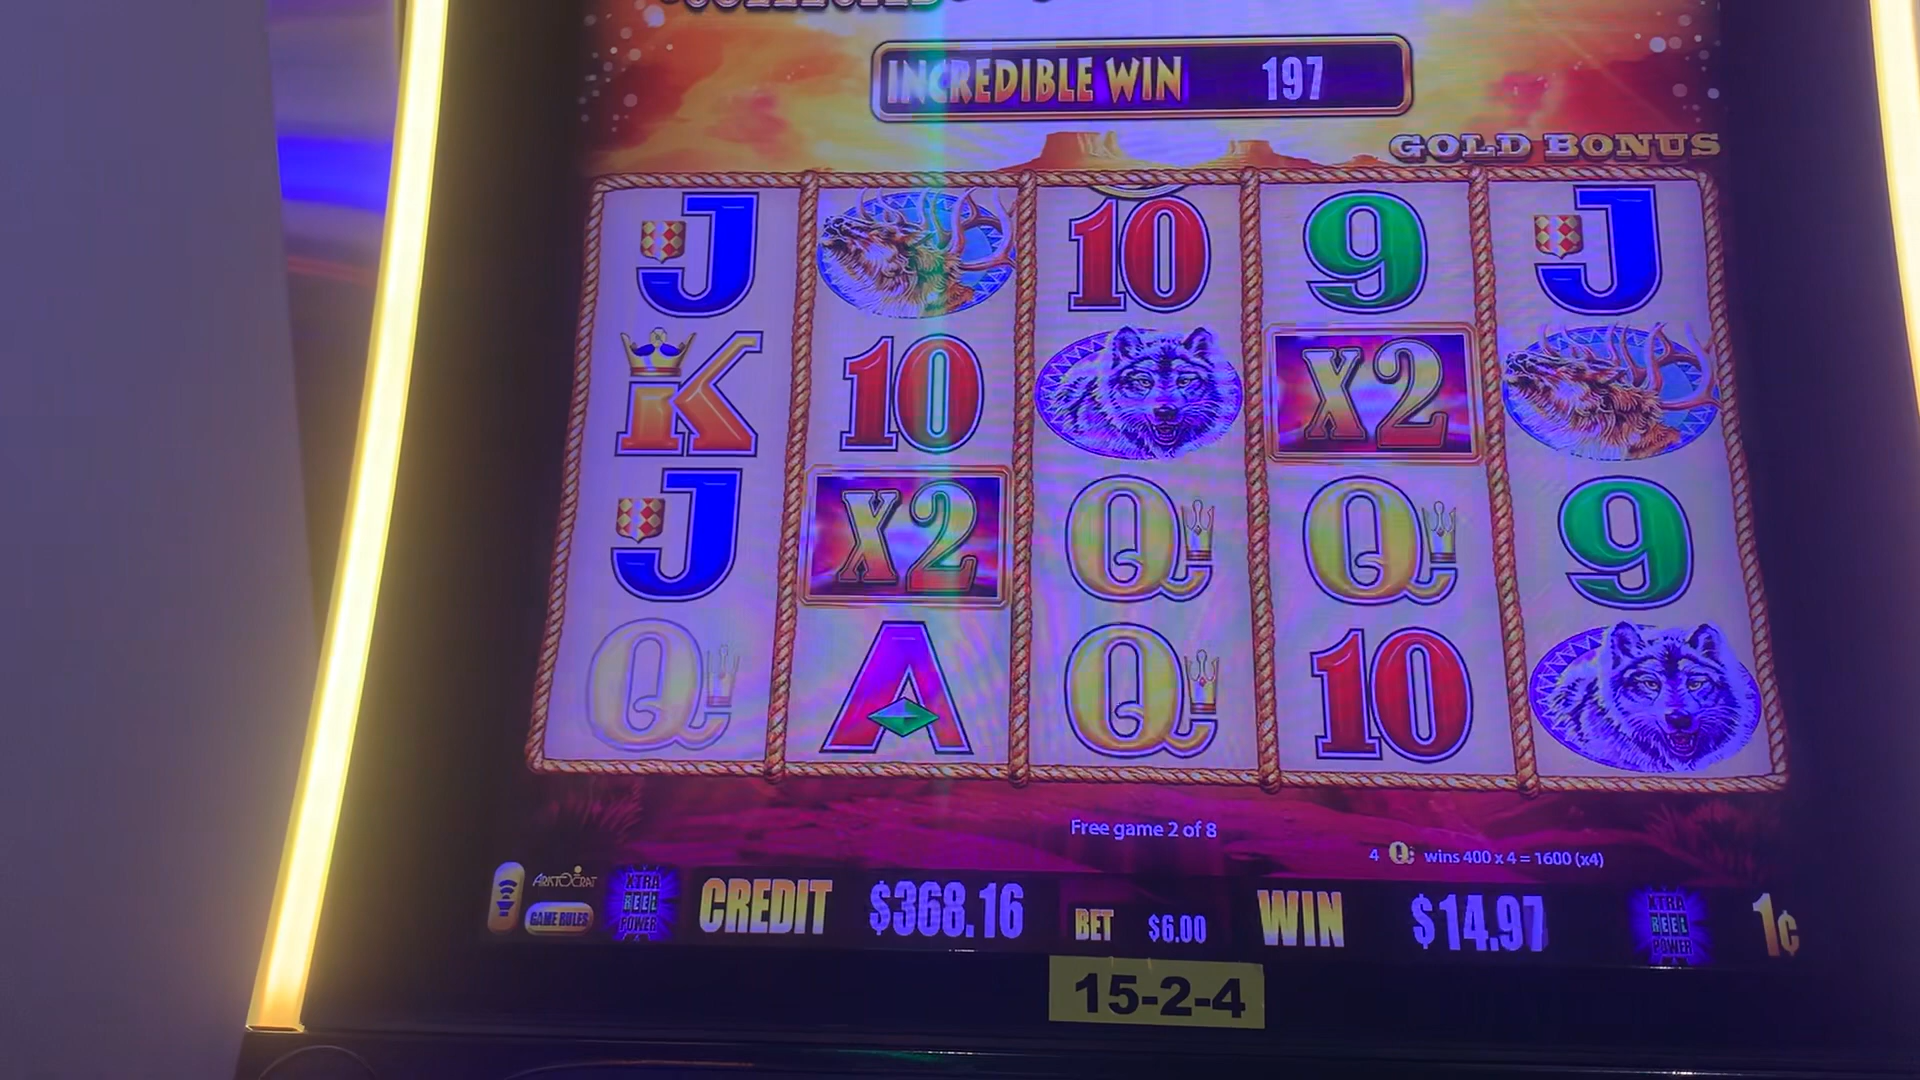 INCREDIBLE WIN 197
GOLD BONUS
J 10 9 J
K 10 X2
J X2 Q Q 9
Q A Q 10
Free game 2 of 8
4 Q wins 400 x 4 = 1600 (x4)
ARISTOCRAT
GAME RULES
XTRA REEL POWER
CREDIT $368.16 BET $6.00 WIN $14.97
XTRA REEL POWER
1¢
15-2-4